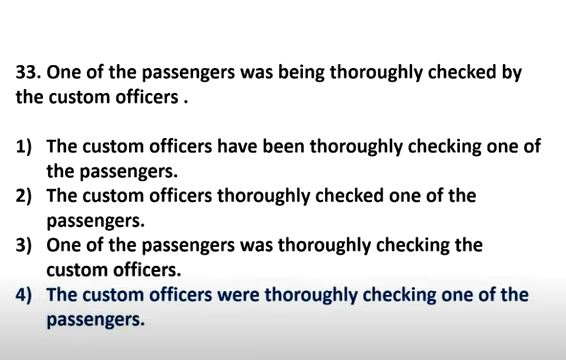 33. One of the passengers was being thoroughly checked by
the custom officers .
1) The custom officers have been thoroughly checking one of
the passengers.
2) The custom officers thoroughly checked one of the
passengers.
3) One of the passengers was thoroughly checking the
custom officers.
4) The custom officers were thoroughly checking one of the
passengers.